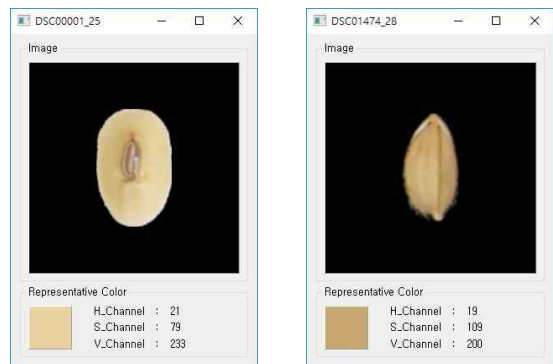 DSC00001_25
Image
Representative Color
H_Channel : 21
S_Channel : 79
V_Channel : 233
DSC01474_28
Image
Representative Color
H_Channel : 19
S_Channel : 109
V_Channel : 200